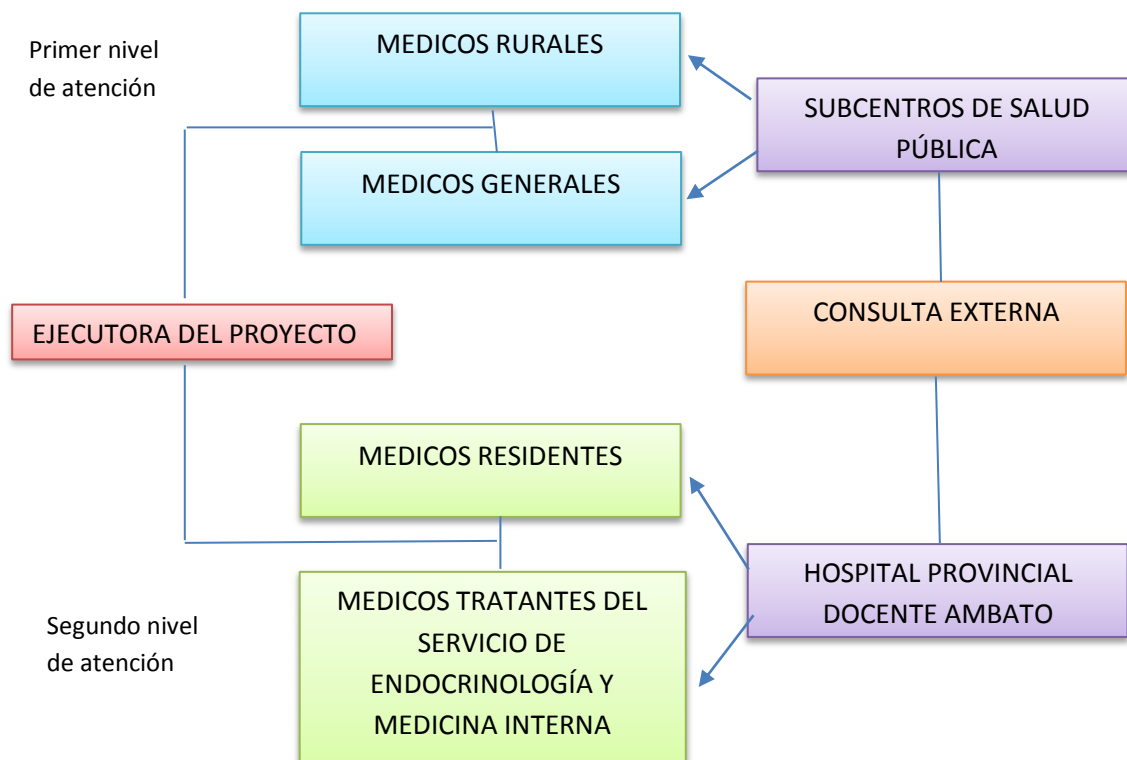 Primer nivel
de atención
MEDICOS RURALES
SUBCENTROS DE SALUD
PÚBLICA
MEDICOS GENERALES
EJECUTORA DEL PROYECTO
CONSULTA EXTERNA
MEDICOS RESIDENTES
Segundo nivel
de atención
MEDICOS TRATANTES DEL
SERVICIO DE
ENDOCRINOLOGÍA Y
MEDICINA INTERNA
HOSPITAL PROVINCIAL
DOCENTE AMBATO